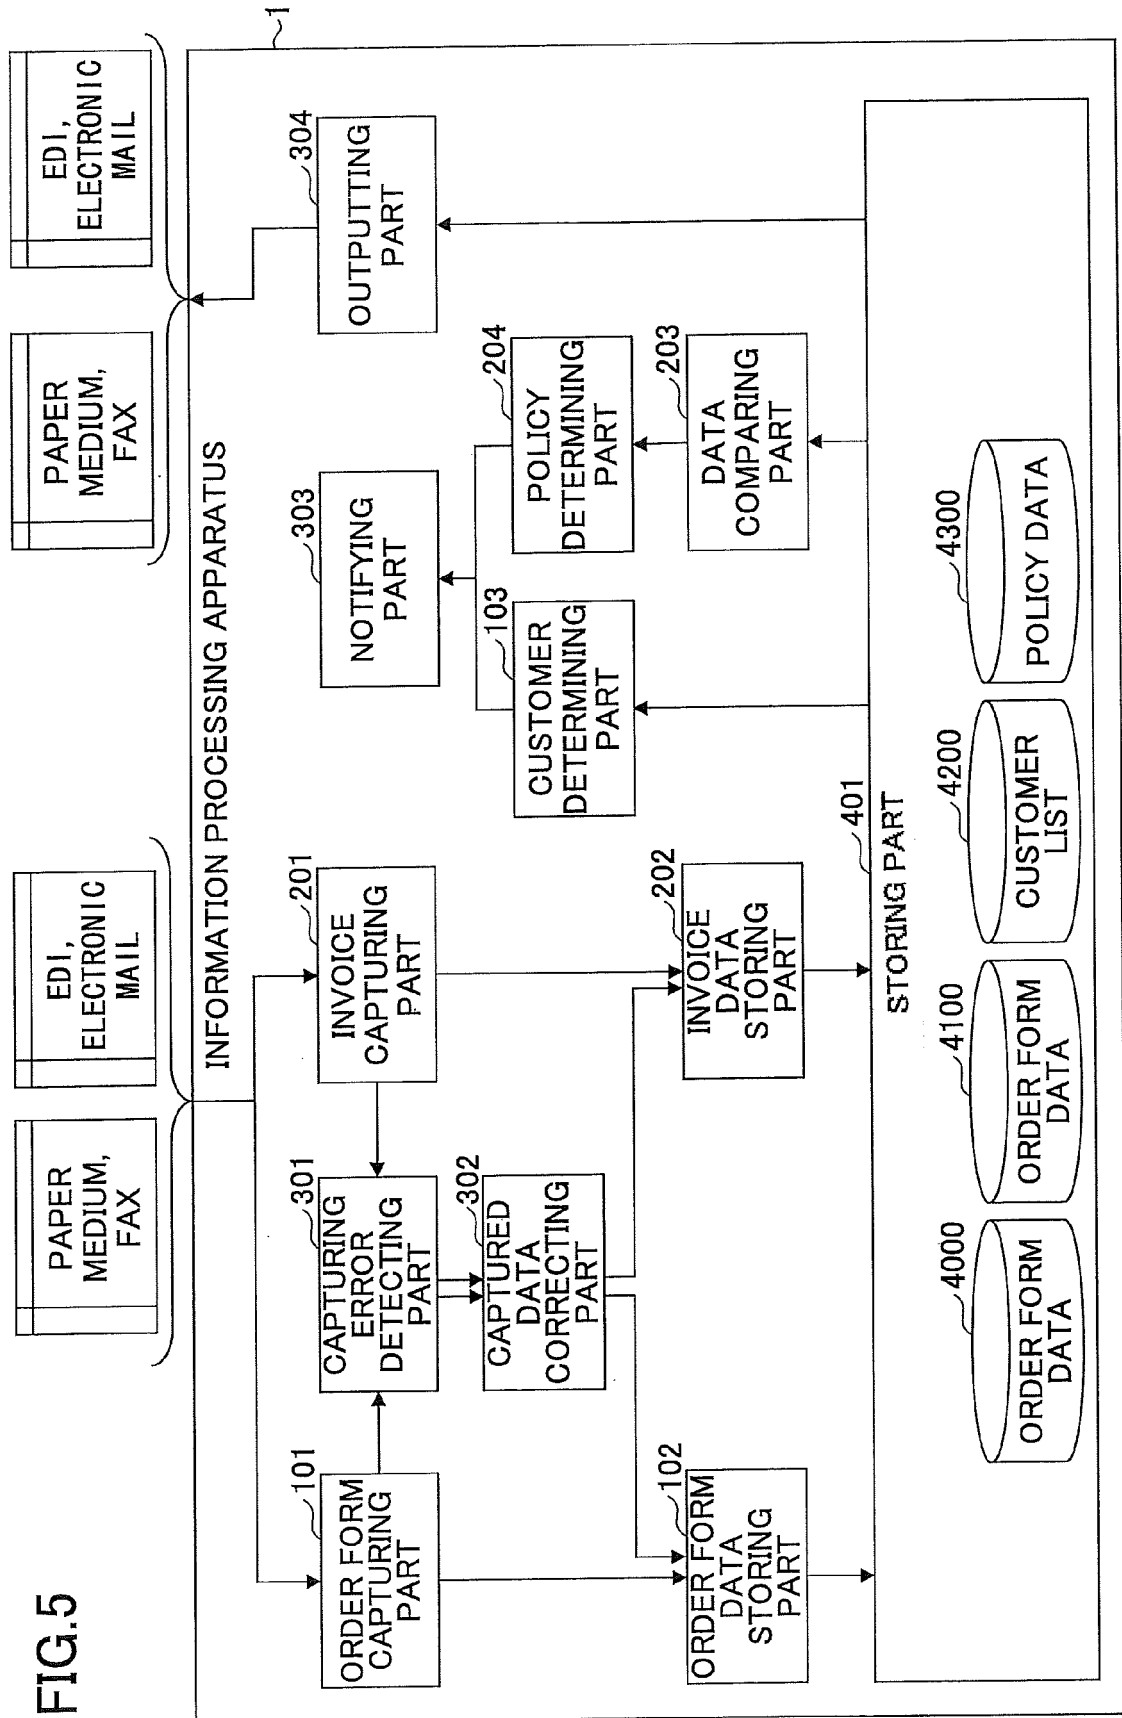 FIG.5
PAPER
MEDIUM,
FAX
EDI,
ELECTRONIC
MAIL
PAPER
MEDIUM,
FAX
EDI,
ELECTRONIC
MAIL
1
INFORMATION PROCESSING APPARATUS
101
ORDER FORM
CAPTURING
PART
301
CAPTURING
ERROR
DETECTING
PART
201
INVOICE
CAPTURING
PART
303
NOTIFYING
PART
304
OUTPUTTING
PART
302
CAPTURED
DATA
CORRECTING
PART
103
CUSTOMER
DETERMINING
PART
204
POLICY
DETERMINING
PART
102
ORDER FORM
DATA
STORING
PART
202
INVOICE
DATA
STORING
PART
203
DATA
COMPARING
PART
401
STORING PART
4000
ORDER FORM
DATA
4100
ORDER FORM
DATA
4200
CUSTOMER
LIST
4300
POLICY DATA